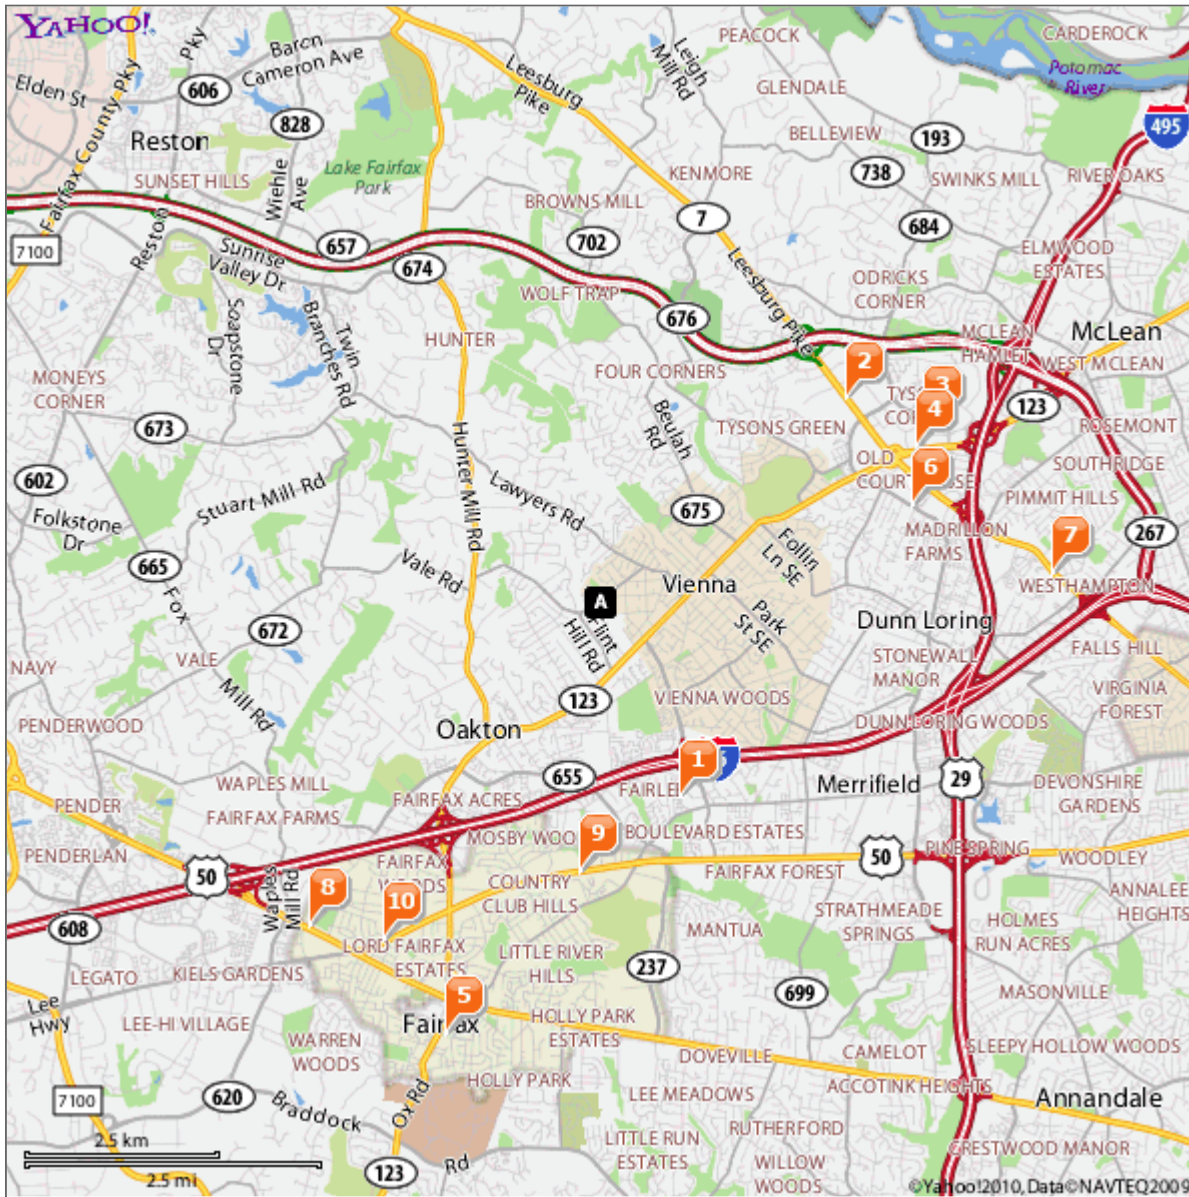 YAHOO!
PEACOCK
CARDEROCK
Potomac
River
Baron
Cameron Ave
Pky
Elden St
606
Fairfax County Pky
Leesburg
Pike
Leigh
Mill Rd
GLENDALE
495
828
Reston
BELLEVIEW
193
SUNSET HILLS
Wiehle
Ave
Lake Fairfax
Park
KENMORE
738
SWINKS MILL
RIVER OAKS
BROWNS MILL
7
684
7100
Reston
Sunrise
Valley Dr
657
674
702
ELMWOOD
ESTATES
Leesburg Pike
ODRICKS
CORNER
WOLF TRAP
676
Soapstone
Dr
Twin
Branches Rd
HUNTER
MCLEAN
HAMLET
McLean
WEST MCLEAN
FOUR CORNERS
2
3
4
MONEYS
CORNER
123
673
Beulah
Rd
TYSONS GREEN
ROSEMONT
602
Hunter Mill Rd
OLD
6
SOUTHRIDGE
Stuart Mill Rd
Lawyers Rd
675
PIMMIT HILLS
Folkstone
Dr
MADRILLON
FARMS
7
267
665
Vale Rd
Follin
Ln SE
Vienna
WESTHAMPTON
Fox
Mill Rd
A
Flint
Hill Rd
Park
St SE
Dunn Loring
672
FALLS HILL
NAVY
VALE
STONEWALL
MANOR
VIRGINIA
FOREST
123
VIENNA WOODS
PENDERWOOD
Oakton
DUNN LORING WOODS
1
655
29
WAPLES MILL
Merrifield
DEVONSHIRE
GARDENS
PENDER
FAIRFAX ACRES
FAIRFAX FARMS
MOSBY WOO
9
BOULEVARD ESTATES
PENDERLAN
50
FAIRFAX
WOODS
50
PINE SPRING
WOODLEY
FAIRFAX FOREST
8
Waples
Mill Rd
10
COUNTRY
CLUB HILLS
ANNALEE
HEIGHTS
608
STRATHMEADE
SPRINGS
HOLMES
RUN ACRES
MANTUA
LORD FAIRFAX
ESTATES
LITTLE RIVER
HILLS
237
LEGATO
KIELS GARDENS
699
MASONVILLE
Lee
Hwy
5
LEE-HI VILLAGE
Fairfax
HOLLY PARK
ESTATES
WARREN
WOODS
DOVEVILLE
CAMELOT
SLEEPY HOLLOW WOODS
HOLLY PARK
LEE MEADOWS
ACCOTINK HEIGHTS
7100
620
Braddock
Rd
Ox Rd
Annandale
RUTHERFORD
LITTLE RUN
ESTATES
CRESTWOOD MANOR
2.5 km
2.5 mi
123
WILLOW
WOODS
©Yahoo!2010, Data©NAVTEQ2009